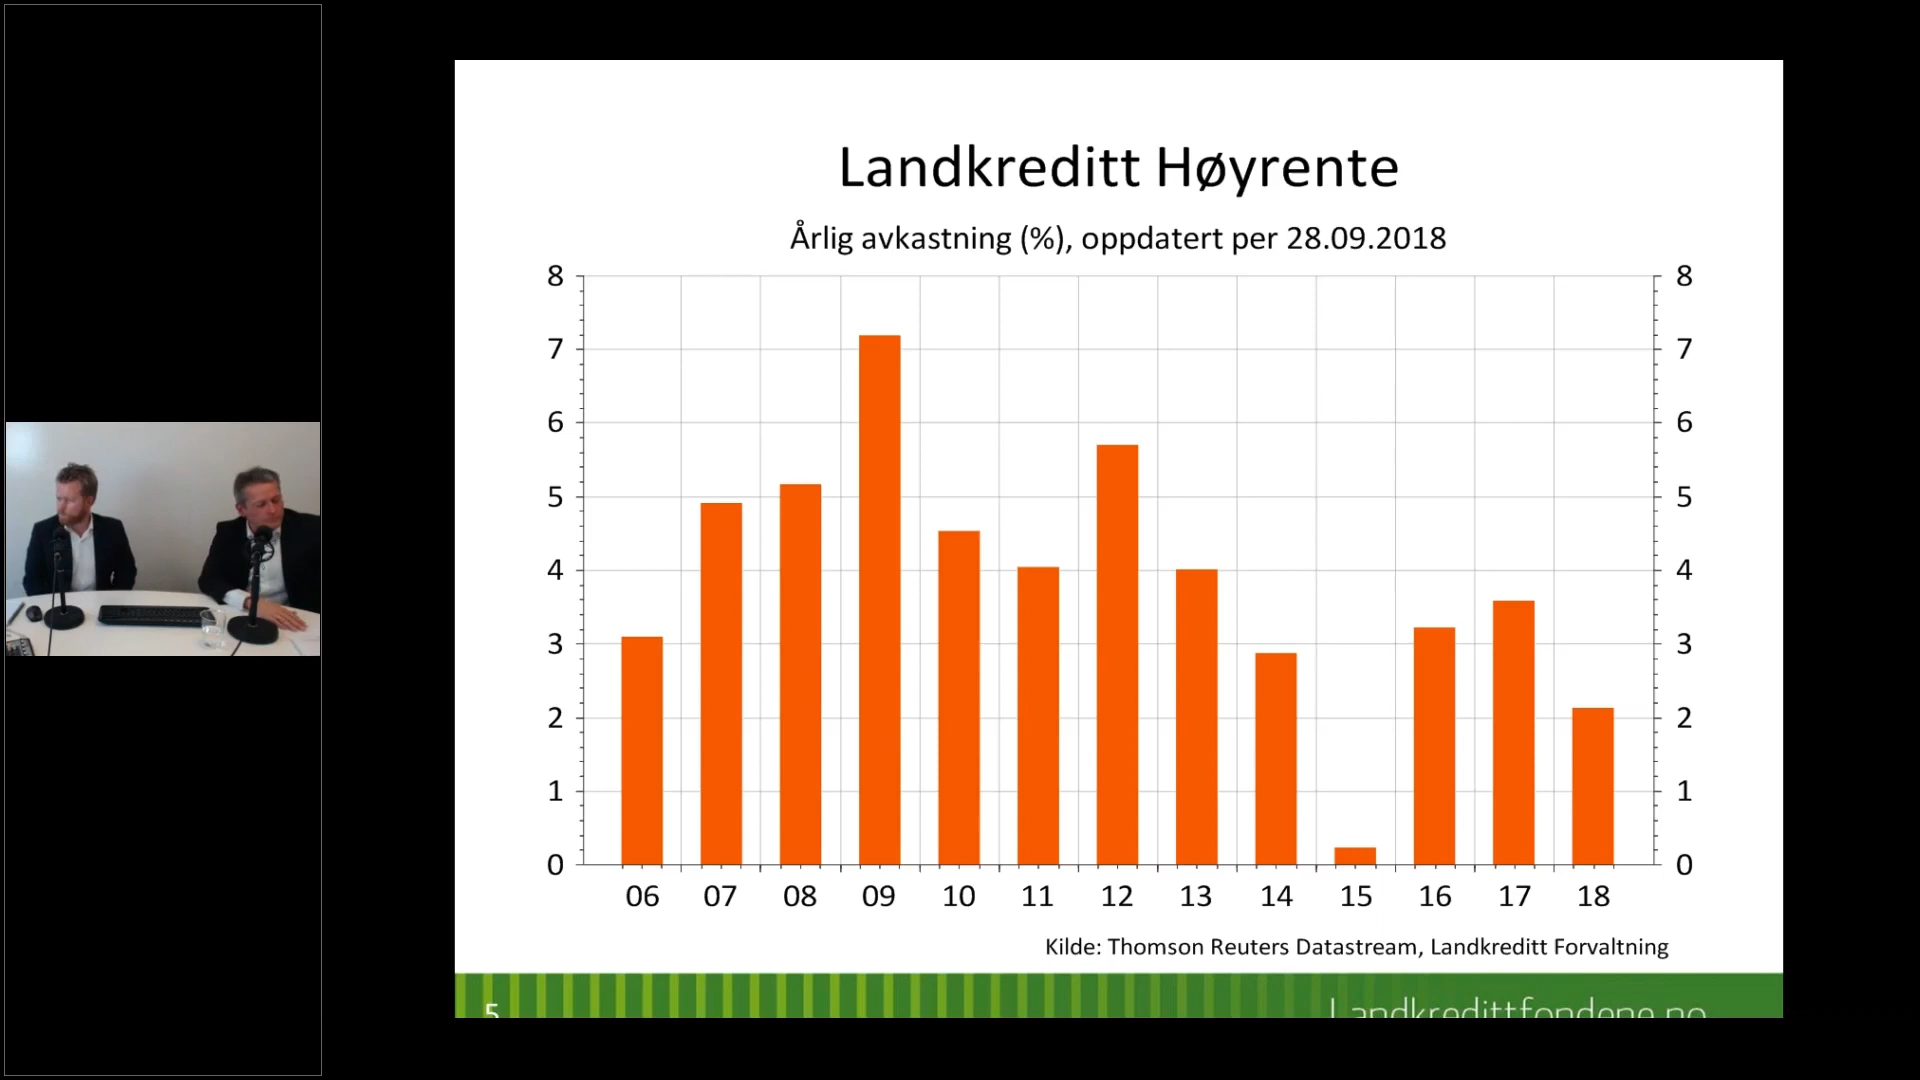 Landkreditt Høyrente
Årlig avkastning (%), oppdatert per 28.09.2018
8 8
7 7
6 6
5 5
4 4
3 3
2 2
1 1
0 0
06 07 08 09 10 11 12 13 14 15 16 17 18
Kilde: Thomson Reuters Datastream, Landkreditt Forvaltning
5 Landkredittfondene.no